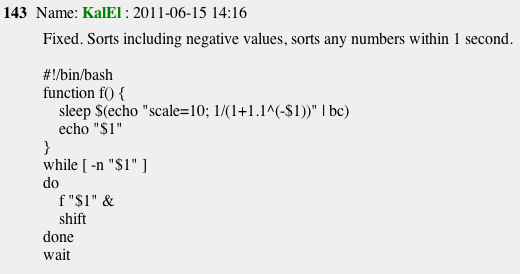 143 Name: KalEl : 2011-06-15 14:16
Fixed. Sorts including negative values, sorts any numbers within 1 second.
#!/bin/bash
function f() {
sleep $(echo "scale=10; 1/(1+1.1^(-$1))" | bc)
echo "$1"
}
while [ -n "$1" ]
do
f "$1" &
shift
done
wait